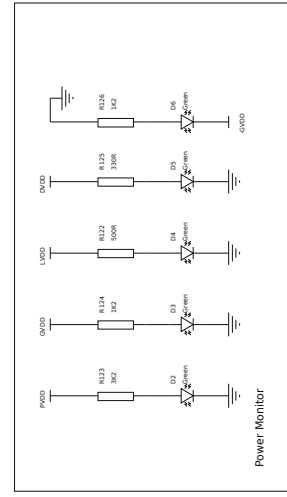 R126
1K2
D6
Green
-GVDD
DVDD
R125
330R
D5
Green
LVDD
R122
500R
D4
Green
GVDD
R124
1K2
D3
Green
PVDD
R123
3K2
D2
Green
Power Monitor